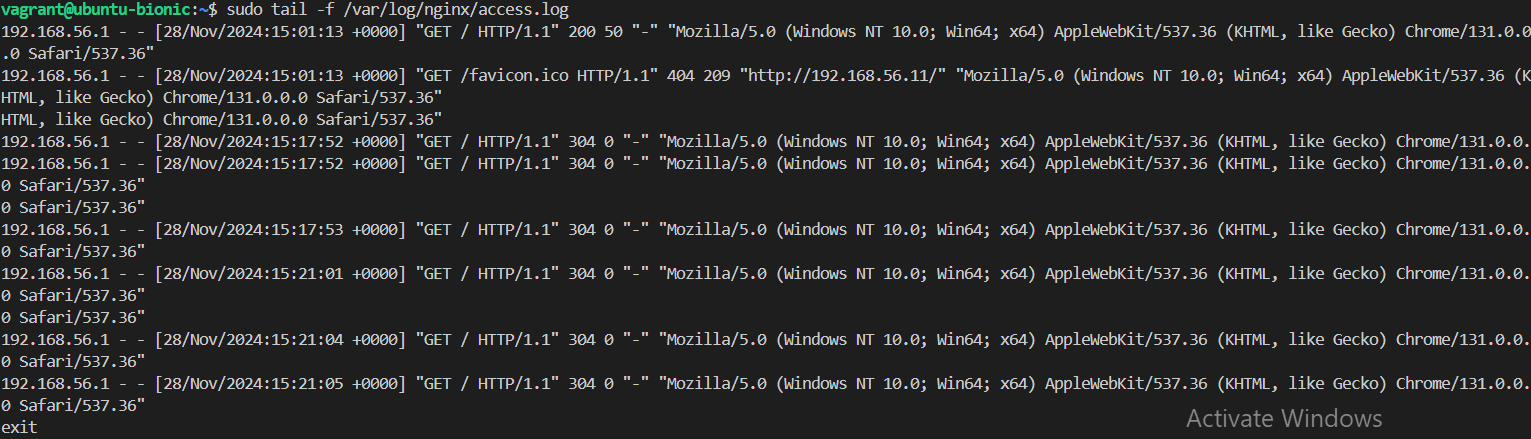 vagrant@ubuntu-bionic:~$ sudo tail -f /var/log/nginx/access.log
192.168.56.1 - - [28/Nov/2024:15:01:13 +0000] "GET / HTTP/1.1" 200 50 "-" "Mozilla/5.0 (Windows NT 10.0; Win64; x64) AppleWebKit/537.36 (KHTML, like Gecko) Chrome/131.0.0
.0 Safari/537.36"
192.168.56.1 - - [28/Nov/2024:15:01:13 +0000] "GET /favicon.ico HTTP/1.1" 404 209 "http://192.168.56.11/" "Mozilla/5.0 (Windows NT 10.0; Win64; x64) AppleWebKit/537.36 (K
HTML, like Gecko) Chrome/131.0.0.0 Safari/537.36"
HTML, like Gecko) Chrome/131.0.0.0 Safari/537.36"
192.168.56.1 - - [28/Nov/2024:15:17:52 +0000] "GET / HTTP/1.1" 304 0 "-" "Mozilla/5.0 (Windows NT 10.0; Win64; x64) AppleWebKit/537.36 (KHTML, like Gecko) Chrome/131.0.0.
192.168.56.1 - - [28/Nov/2024:15:17:52 +0000] "GET / HTTP/1.1" 304 0 "-" "Mozilla/5.0 (Windows NT 10.0; Win64; x64) AppleWebKit/537.36 (KHTML, like Gecko) Chrome/131.0.0.
0 Safari/537.36"
0 Safari/537.36"
192.168.56.1 - - [28/Nov/2024:15:17:53 +0000] "GET / HTTP/1.1" 304 0 "-" "Mozilla/5.0 (Windows NT 10.0; Win64; x64) AppleWebKit/537.36 (KHTML, like Gecko) Chrome/131.0.0.
0 Safari/537.36"
192.168.56.1 - - [28/Nov/2024:15:21:01 +0000] "GET / HTTP/1.1" 304 0 "-" "Mozilla/5.0 (Windows NT 10.0; Win64; x64) AppleWebKit/537.36 (KHTML, like Gecko) Chrome/131.0.0.
0 Safari/537.36"
0 Safari/537.36"
192.168.56.1 - - [28/Nov/2024:15:21:04 +0000] "GET / HTTP/1.1" 304 0 "-" "Mozilla/5.0 (Windows NT 10.0; Win64; x64) AppleWebKit/537.36 (KHTML, like Gecko) Chrome/131.0.0.
0 Safari/537.36"
192.168.56.1 - - [28/Nov/2024:15:21:05 +0000] "GET / HTTP/1.1" 304 0 "-" "Mozilla/5.0 (Windows NT 10.0; Win64; x64) AppleWebKit/537.36 (KHTML, like Gecko) Chrome/131.0.0.
0 Safari/537.36"
exit
Activate Windows